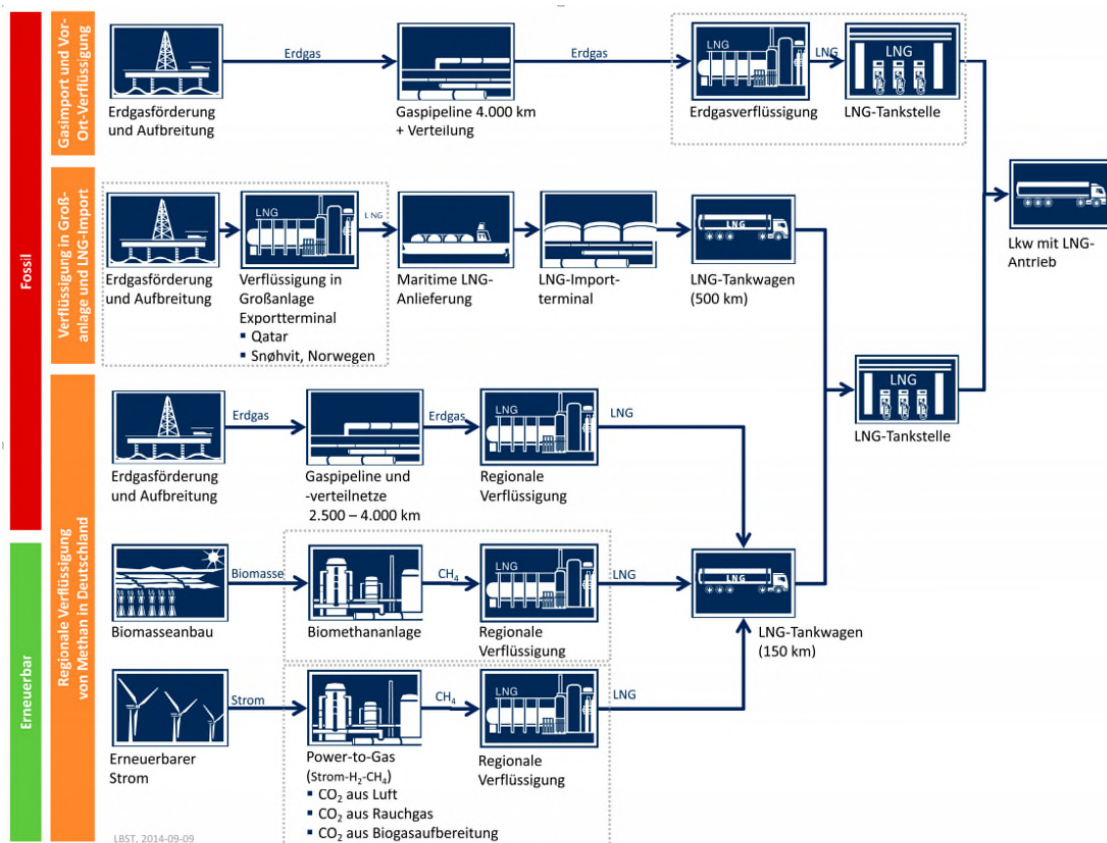 Fossil
Erneuerbar
Gasimport und Vor-
Ort-Verflüssigung
Erdgas
Erdgas
LNG
LNG
LNG
Erdgasförderung
und Aufbreitung
Gaspipeline 4.000 km
+ Verteilung
Erdgasverflüssigung
LNG-Tankstelle
Verflüssigung in Groß-
anlage und LNG-Import
LNG
LNG
LNG
Erdgasförderung
und Aufbreitung
Verflüssigung in
Großanlage
Exportterminal
▪ Qatar
▪ Snøhvit, Norwegen
Maritime LNG-
Anlieferung
LNG-Import-
terminal
LNG-Tankwagen
(500 km)
Lkw mit LNG-
Antrieb
LNG
LNG-Tankstelle
Regionale Verflüssigung
von Methan in Deutschland
Erdgas
Erdgas
LNG
LNG
Erdgasförderung
und Aufbreitung
Gaspipeline und
-verteilnetze
2.500 – 4.000 km
Regionale
Verflüssigung
Biomasse
CH₄
LNG
LNG
LNG
Biomasseanbau
Biomethananlage
Regionale
Verflüssigung
LNG-Tankwagen
(150 km)
Strom
CH₄
LNG
LNG
Erneuerbarer
Strom
Power-to-Gas
(Strom-H₂-CH₄)
▪ CO₂ aus Luft
▪ CO₂ aus Rauchgas
▪ CO₂ aus Biogasaufbereitung
Regionale
Verflüssigung
LBST, 2014-09-09